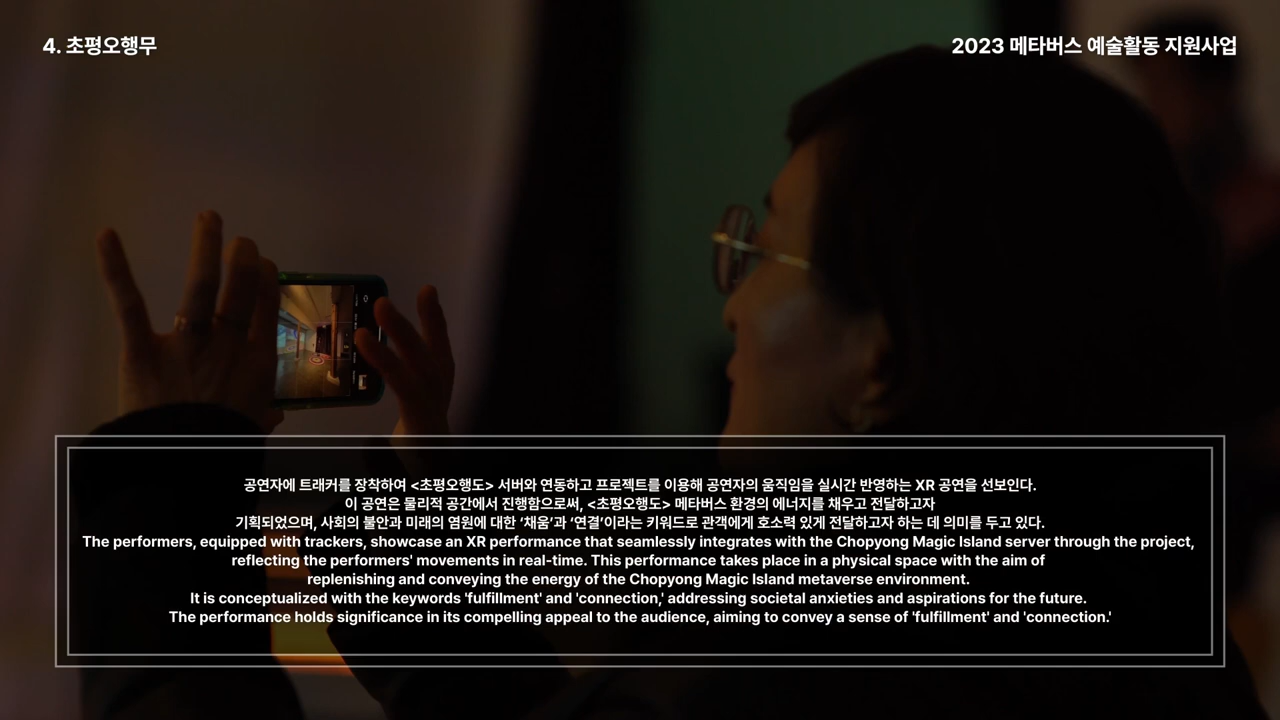 4. 초평오행무
2023 메타버스 예술활동 지원사업
공연자에 트래커를 장착하여 <초평오행도> 서버와 연동하고 프로젝트를 이용해 공연자의 움직임을 실시간 반영하는 XR 공연을 선보인다.
이 공연은 물리적 공간에서 진행함으로써, <초평오행도> 메타버스 환경의 에너지를 채우고 전달하고자
기획되었으며, 사회의 불안과 미래의 염원에 대한 ‘채움’과 ‘연결’이라는 키워드로 관객에게 호소력 있게 전달하고자 하는 데 의미를 두고 있다.
The performers, equipped with trackers, showcase an XR performance that seamlessly integrates with the Chopyong Magic Island server through the project,
reflecting the performers' movements in real-time. This performance takes place in a physical space with the aim of
replenishing and conveying the energy of the Chopyong Magic Island metaverse environment.
It is conceptualized with the keywords 'fulfillment' and 'connection,' addressing societal anxieties and aspirations for the future.
The performance holds significance in its compelling appeal to the audience, aiming to convey a sense of 'fulfillment' and 'connection.'